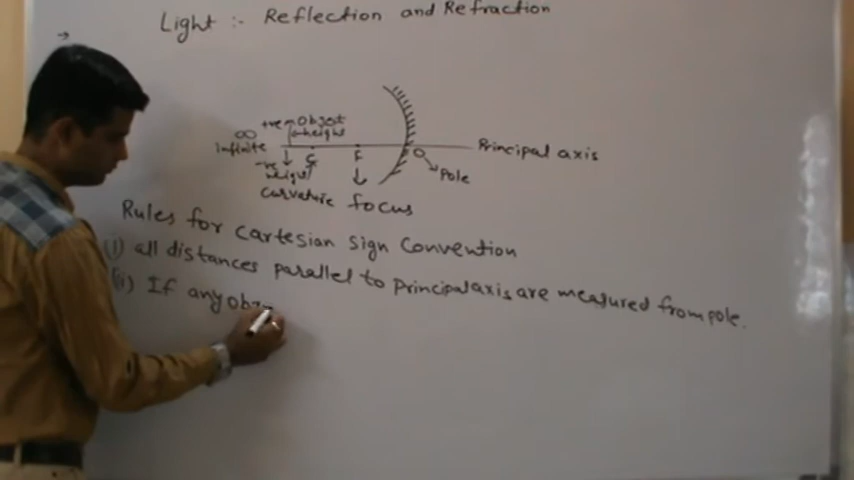 Light :- Reflection and Refraction
+ve Object
height
∞
Infinite
Principal axis
C
F
O
Pole
-ve
height
curvature focus
Rules for cartesian sign convention
(i) all distances parallel to principal axis are measured from pole.
(ii) If any obje